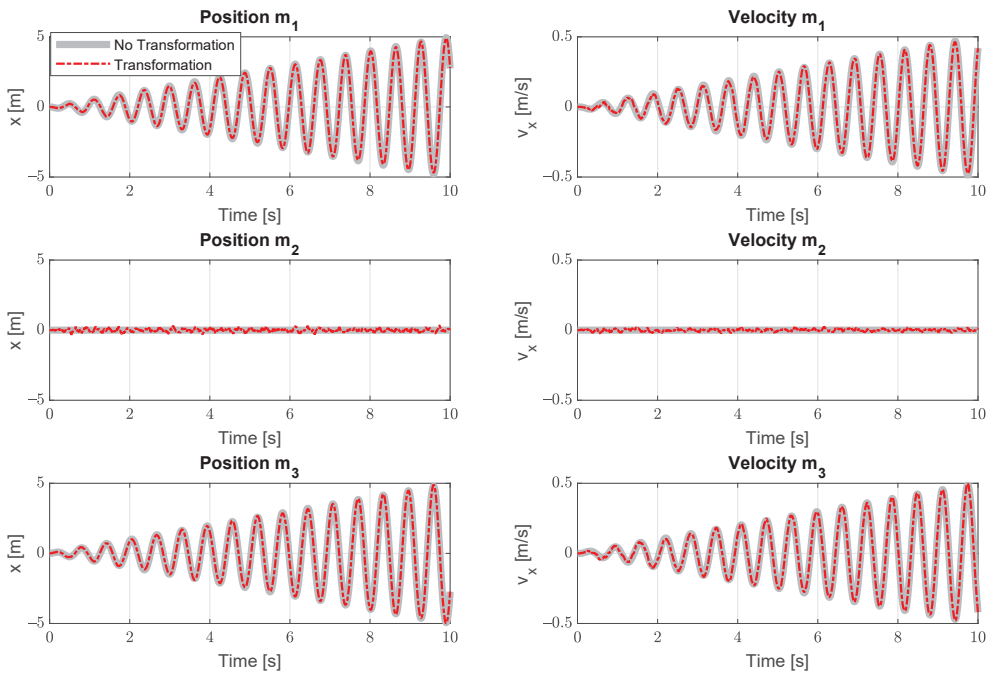 Position m1
5
0
−5
x [m]
No Transformation
Transformation
0 2 4 6 8 10
Time [s]
Velocity m1
0.5
0
−0.5
vx [m/s]
0 2 4 6 8 10
Time [s]
Position m2
5
0
−5
x [m]
0 2 4 6 8 10
Time [s]
Velocity m2
0.5
0
−0.5
vx [m/s]
0 2 4 6 8 10
Time [s]
Position m3
5
0
−5
x [m]
0 2 4 6 8 10
Time [s]
Velocity m3
0.5
0
−0.5
vx [m/s]
0 2 4 6 8 10
Time [s]